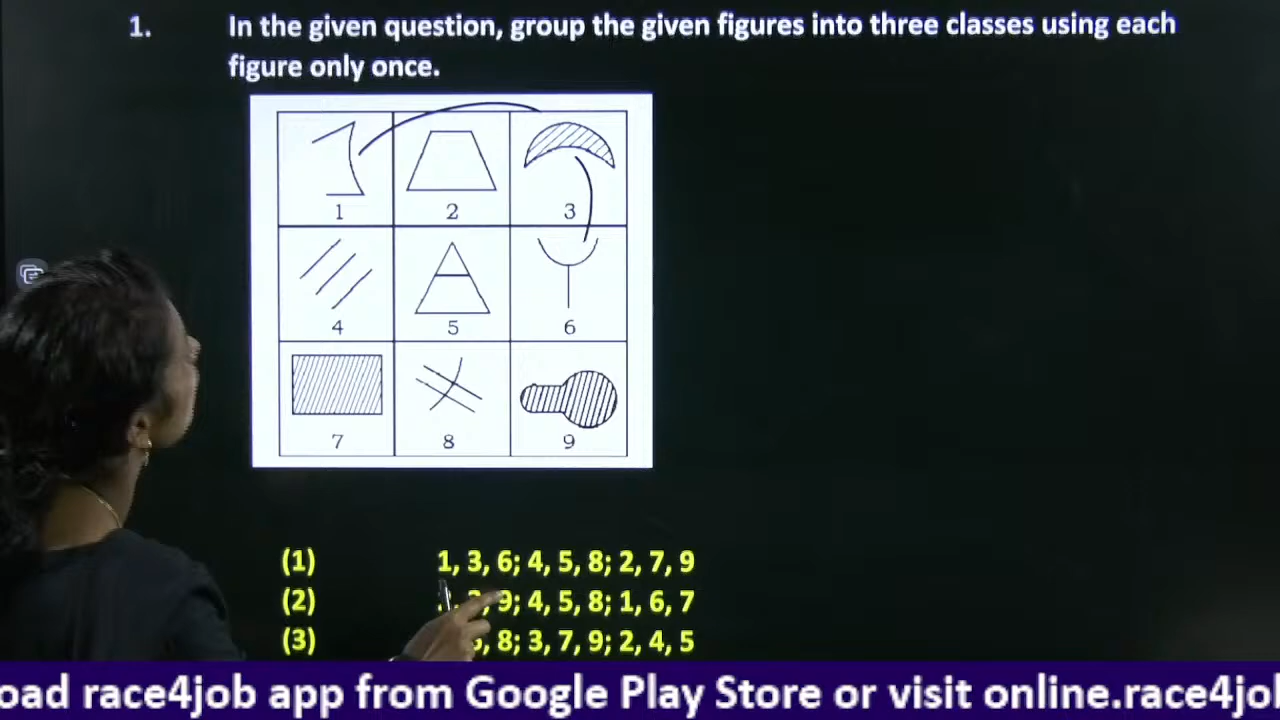 1. In the given question, group the given figures into three classes using each
figure only once.
1 2 3
4 5 6
7 8 9
(1) 1, 3, 6; 4, 5, 8; 2, 7, 9
(2) 9; 4, 5, 8; 1, 6, 7
(3) 8; 3, 7, 9; 2, 4, 5
race4job app from Google Play Store or visit